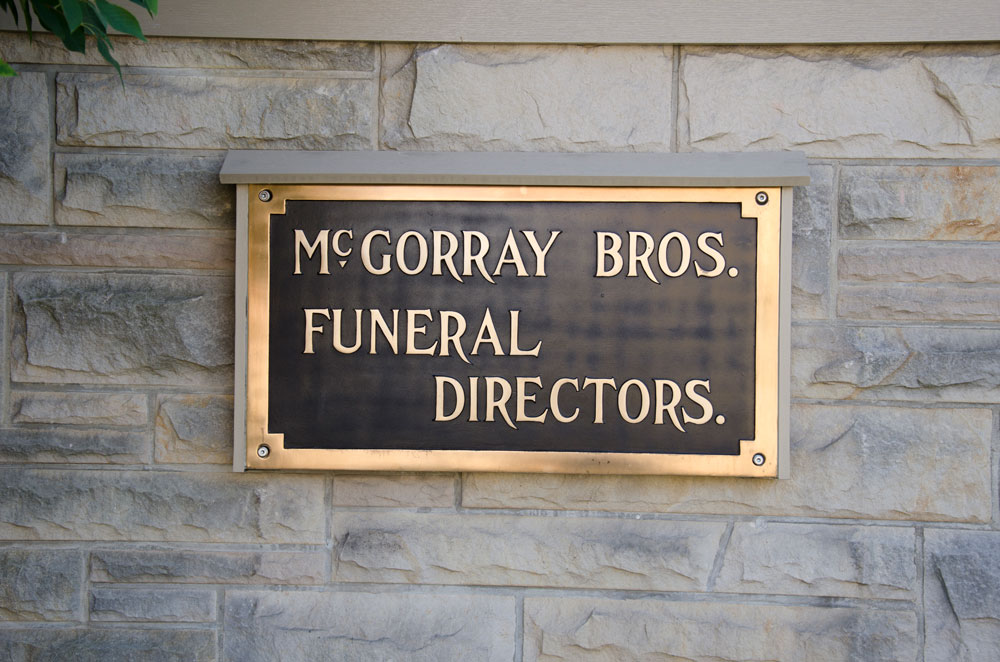 McGORRAY BROS.
FUNERAL
DIRECTORS.